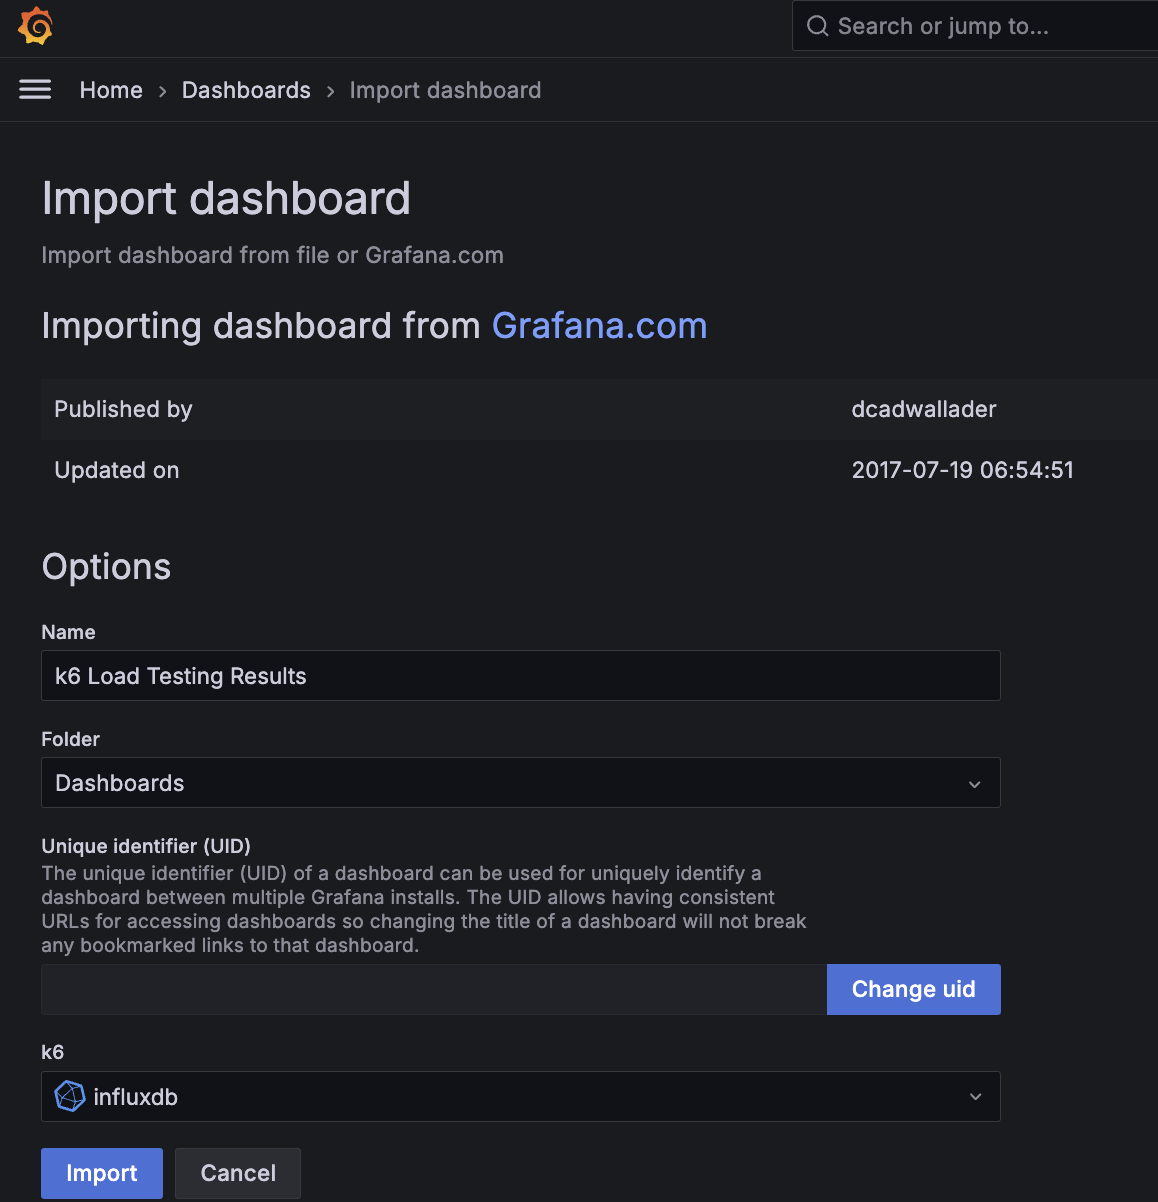 Search or jump to...
Home > Dashboards > Import dashboard
Import dashboard
Import dashboard from file or Grafana.com
Importing dashboard from Grafana.com
Published by dcadwallader
Updated on 2017-07-19 06:54:51
Options
Name
k6 Load Testing Results
Folder
Dashboards
Unique identifier (UID)
The unique identifier (UID) of a dashboard can be used for uniquely identify a
dashboard between multiple Grafana installs. The UID allows having consistent
URLs for accessing dashboards so changing the title of a dashboard will not break
any bookmarked links to that dashboard.
Change uid
k6
influxdb
Import Cancel